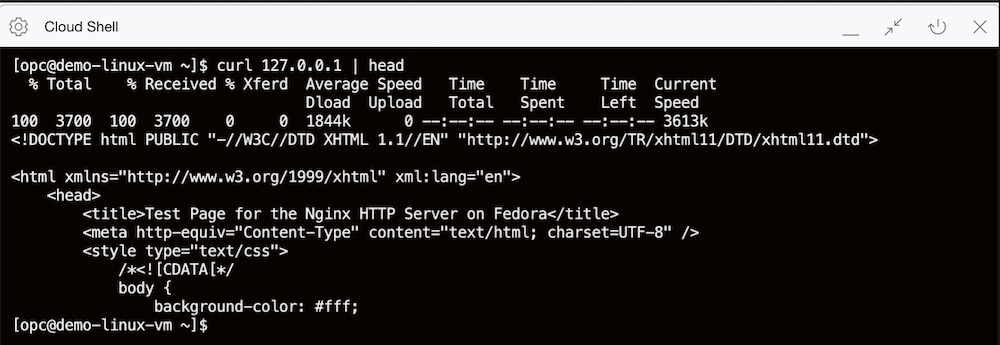 Cloud Shell
[opc@demo-linux-vm ~]$ curl 127.0.0.1 | head
  % Total    % Received % Xferd  Average Speed   Time    Time     Time  Current
                                 Dload  Upload   Total   Spent    Left  Speed
100  3700  100  3700    0     0  1844k      0 --:--:-- --:--:-- --:--:-- 3613k
<!DOCTYPE html PUBLIC "-//W3C//DTD XHTML 1.1//EN" "http://www.w3.org/TR/xhtml11/DTD/xhtml11.dtd">

<html xmlns="http://www.w3.org/1999/xhtml" xml:lang="en">
    <head>
        <title>Test Page for the Nginx HTTP Server on Fedora</title>
        <meta http-equiv="Content-Type" content="text/html; charset=UTF-8" />
        <style type="text/css">
            /*<![CDATA[*/
            body {
                background-color: #fff;
[opc@demo-linux-vm ~]$